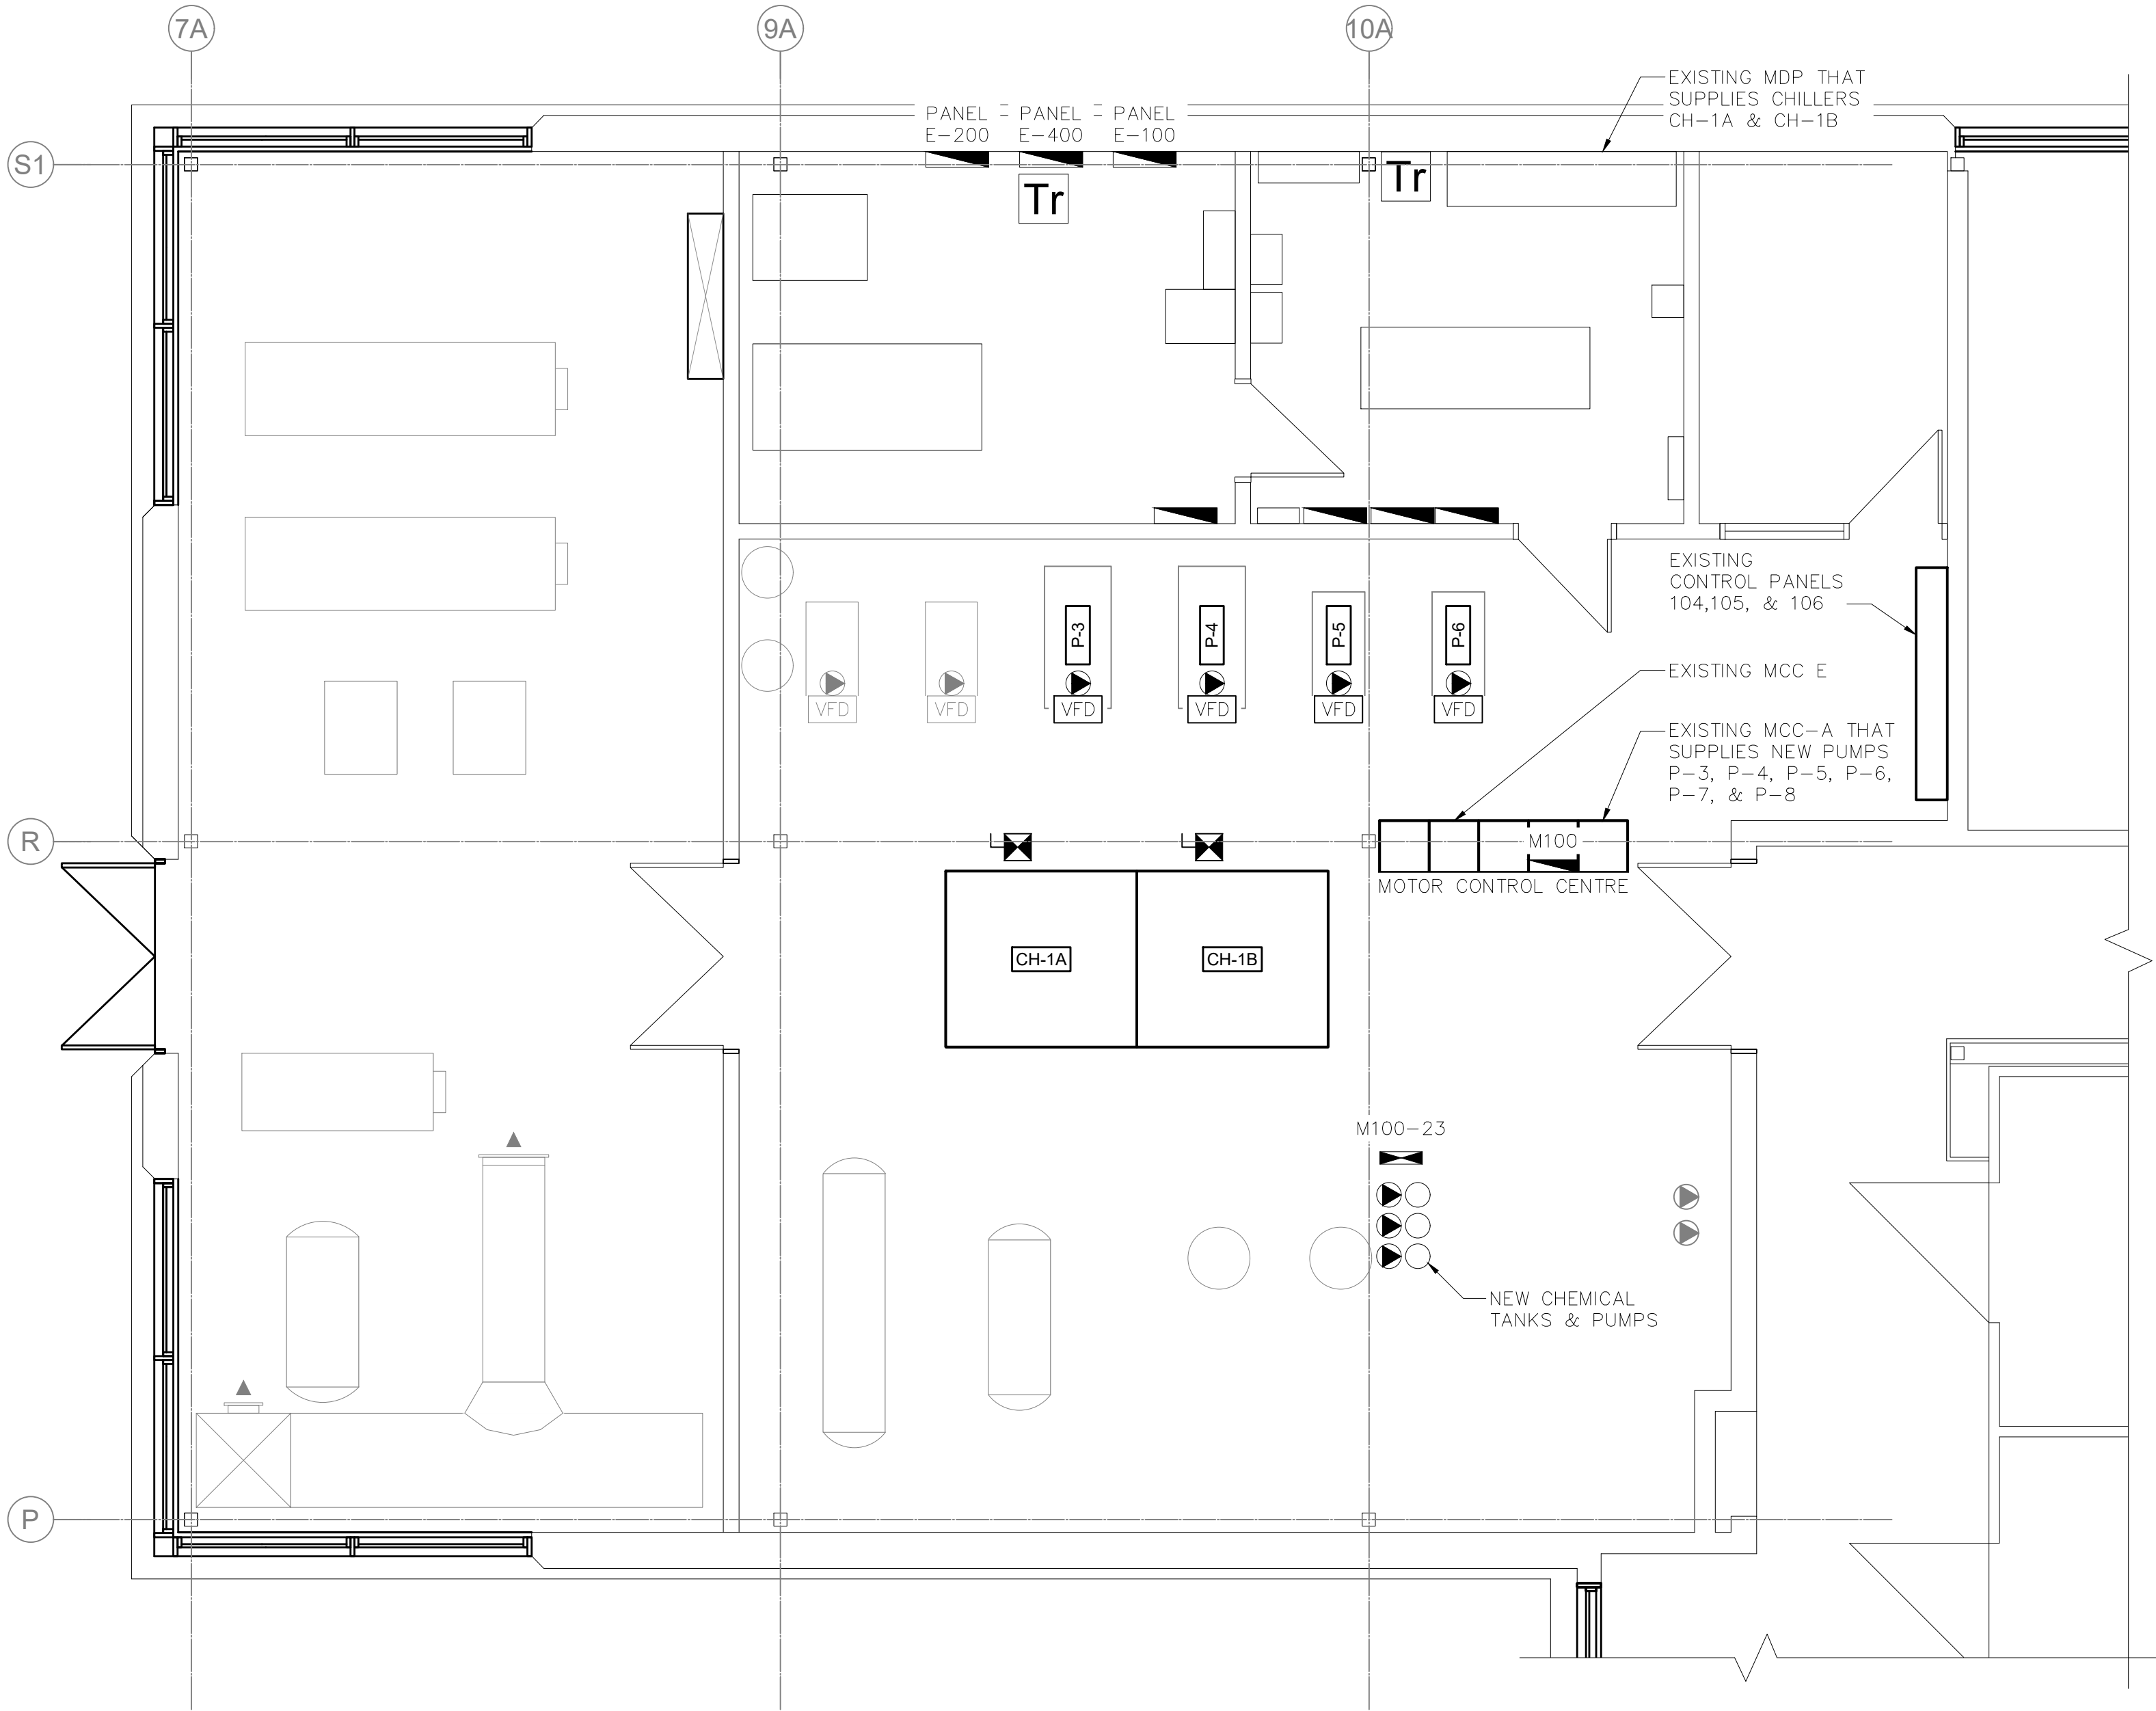 7A
9A
10A
EXISTING MDP THAT
SUPPLIES CHILLERS
CH-1A & CH-1B
PANEL
E-200
PANEL
E-400
PANEL
E-100
S1
Tr
Tr
EXISTING
CONTROL PANELS
104,105, & 106
P-3
P-4
P-5
P-6
VFD
VFD
VFD
VFD
VFD
VFD
EXISTING MCC E
EXISTING MCC-A THAT
SUPPLIES NEW PUMPS
P-3, P-4, P-5, P-6,
P-7, & P-8
R
M100
MOTOR CONTROL CENTRE
CH-1A
CH-1B
M100-23
NEW CHEMICAL
TANKS & PUMPS
P